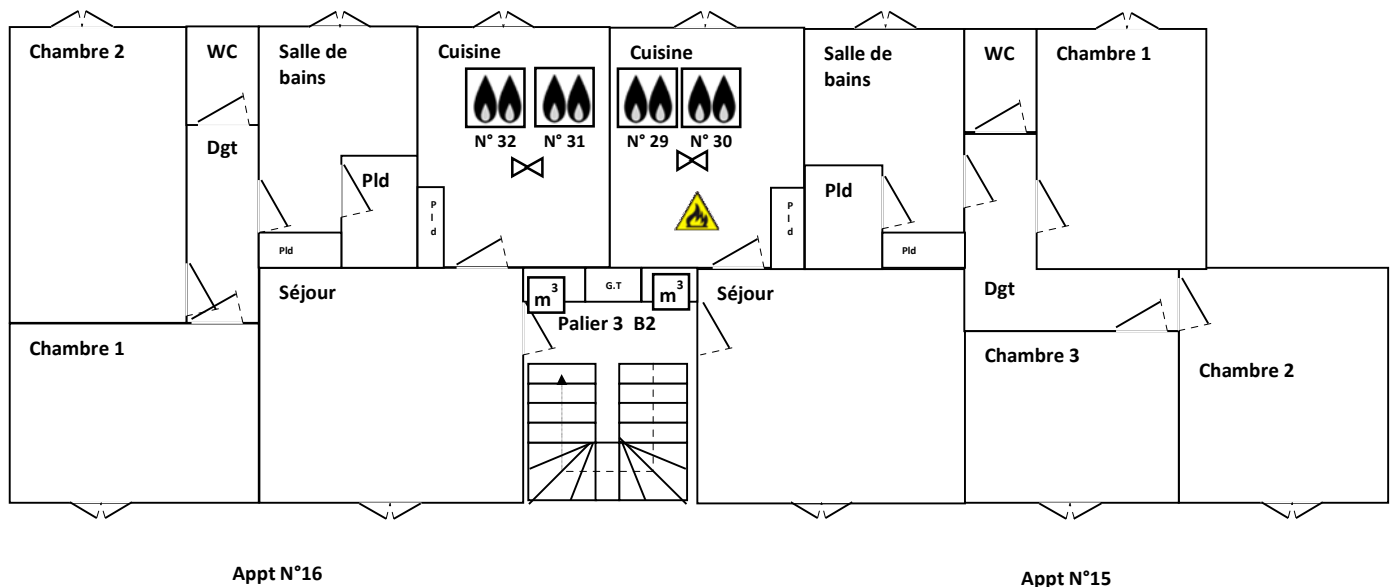 Chambre 2
WC
Salle de
bains
Cuisine
Cuisine
Salle de
bains
WC
Chambre 1
N° 32
N° 31
N° 29
N° 30
Dgt
Pld
Pld
Pld
Pld
Pld
Pld
Séjour
m³
G.T
m³
Séjour
Dgt
Palier 3 B2
Chambre 1
Chambre 3
Chambre 2
Appt N°16
Appt N°15